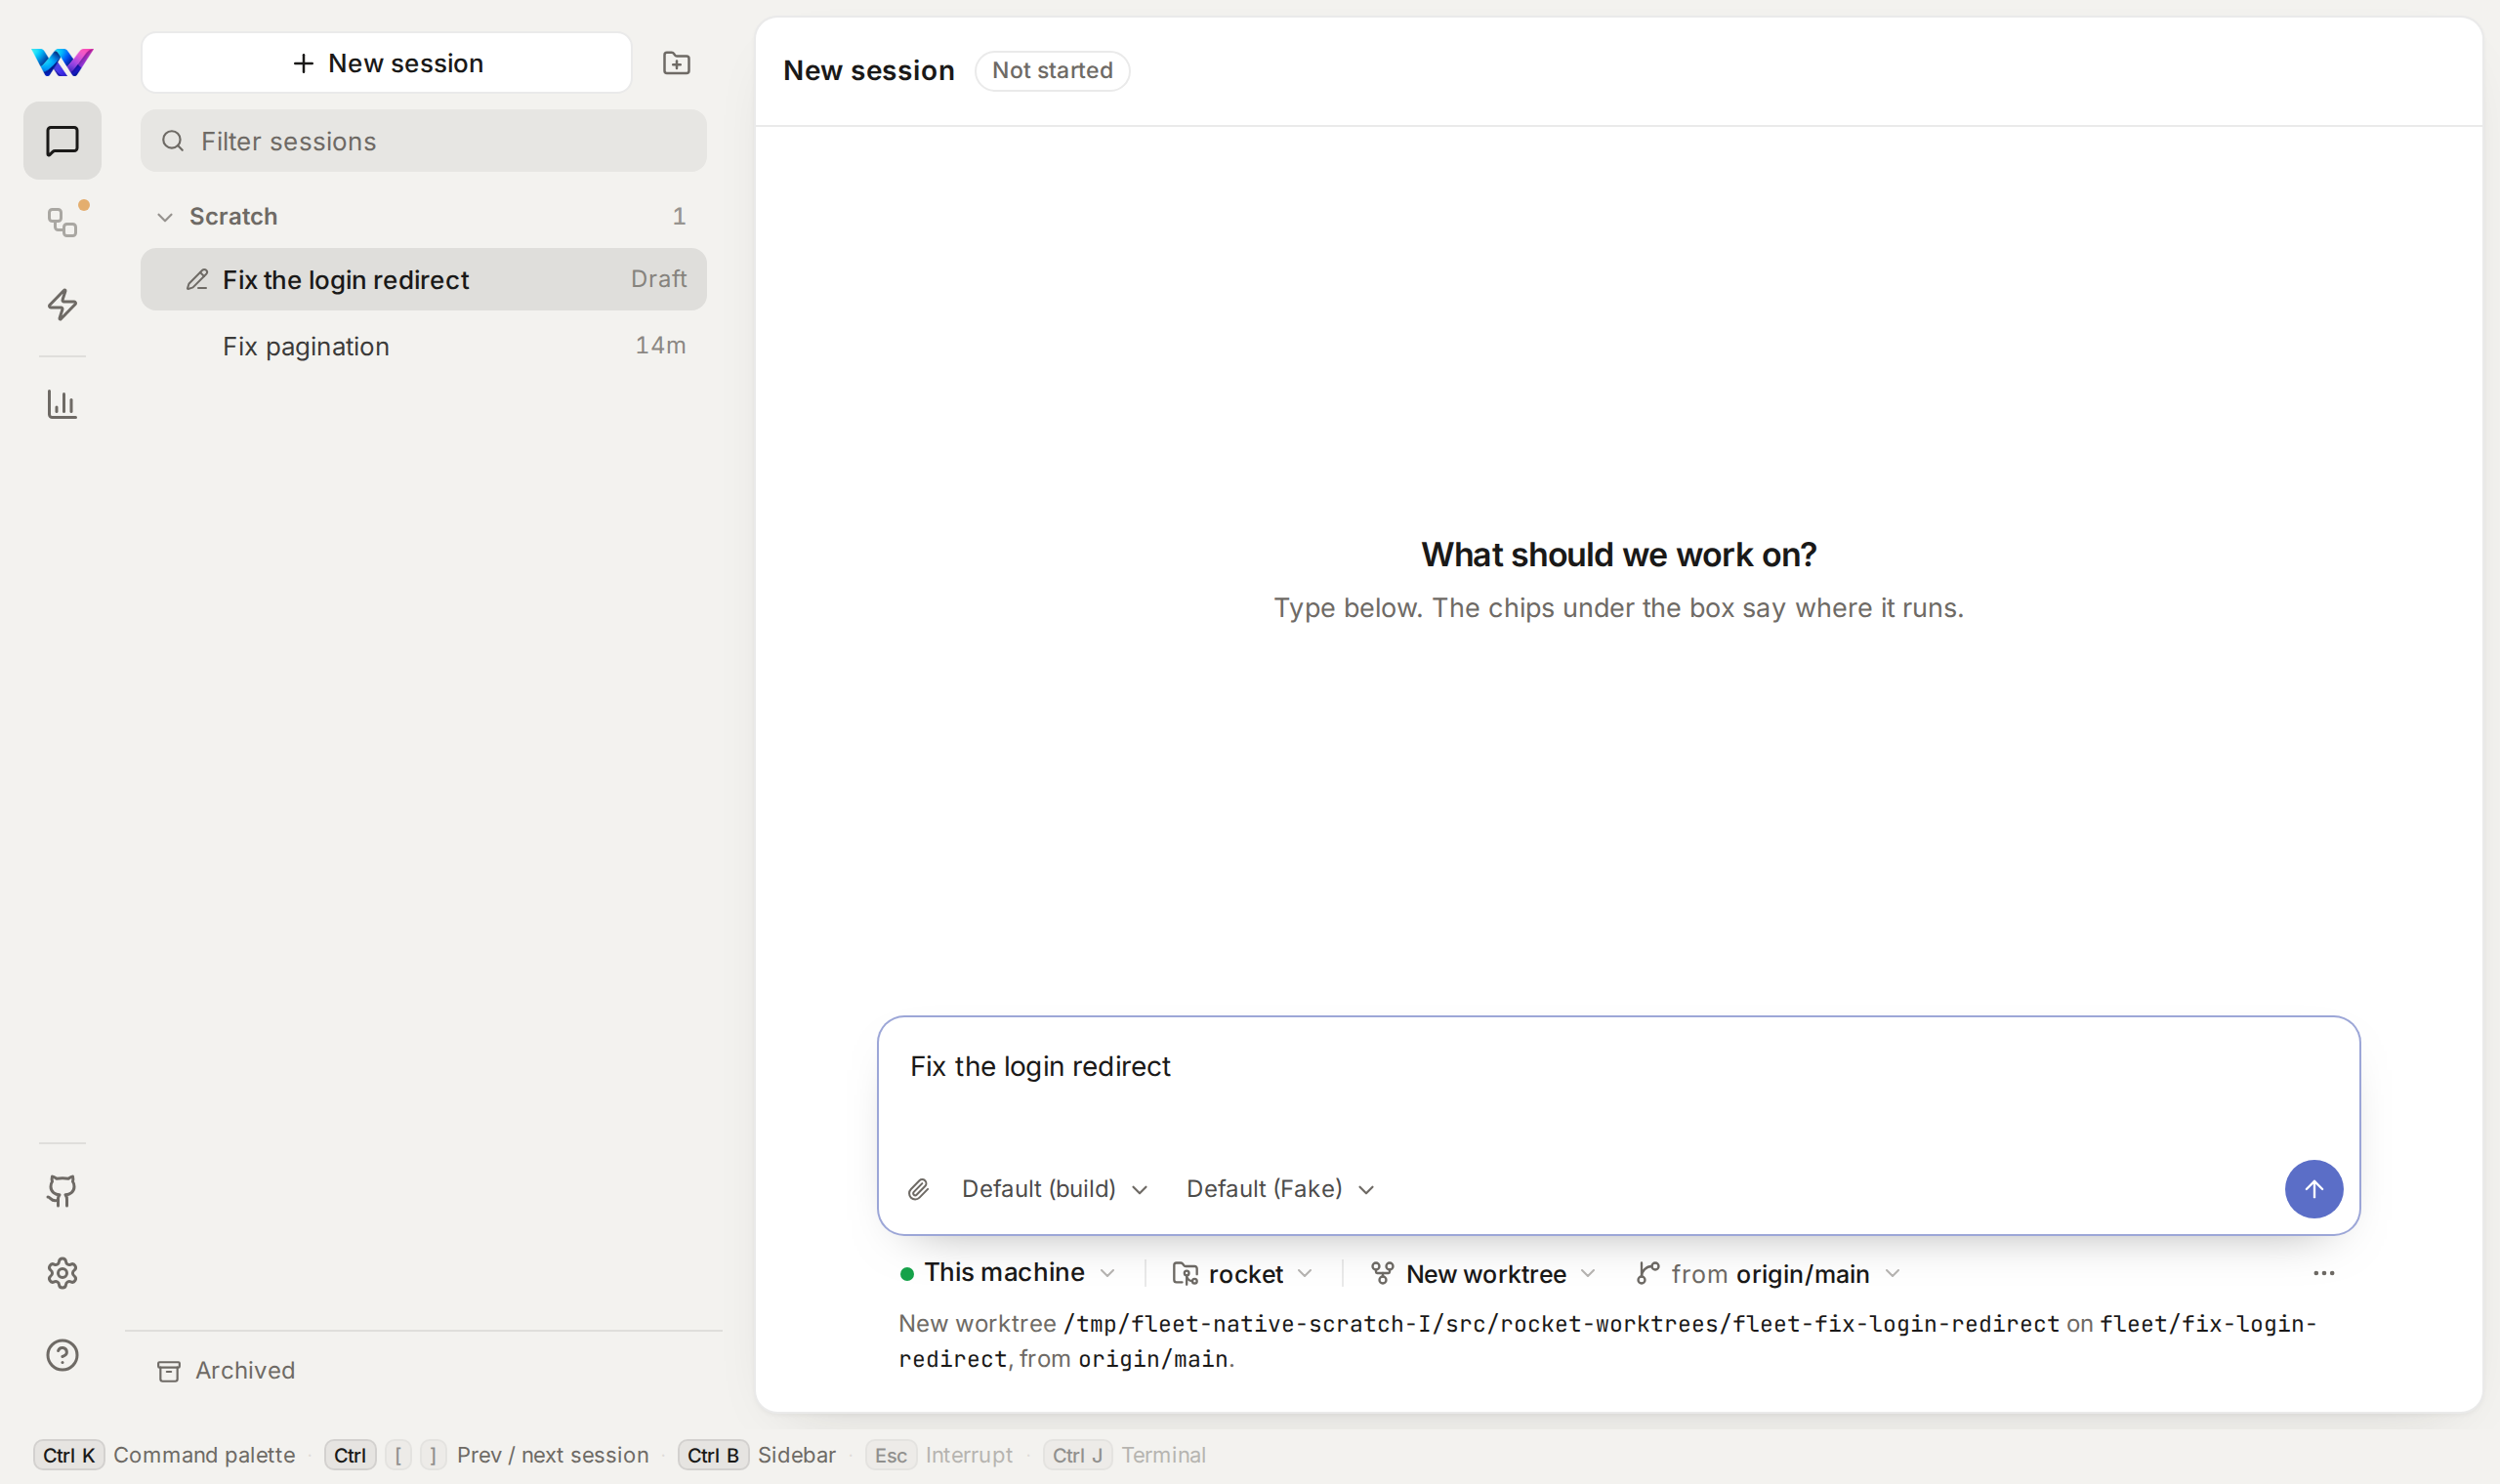 New session
Filter sessions
Scratch 1
Fix the login redirect Draft
Fix pagination 14m
Archived
New session Not started
What should we work on?
Type below. The chips under the box say where it runs.
Fix the login redirect
Default (build) Default (Fake)
This machine rocket New worktree from origin/main
New worktree /tmp/fleet-native-scratch-I/src/rocket-worktrees/fleet-fix-login-redirect on fleet/fix-login-
redirect, from origin/main.
Ctrl K Command palette · Ctrl [ ] Prev / next session · Ctrl B Sidebar · Esc Interrupt · Ctrl J Terminal